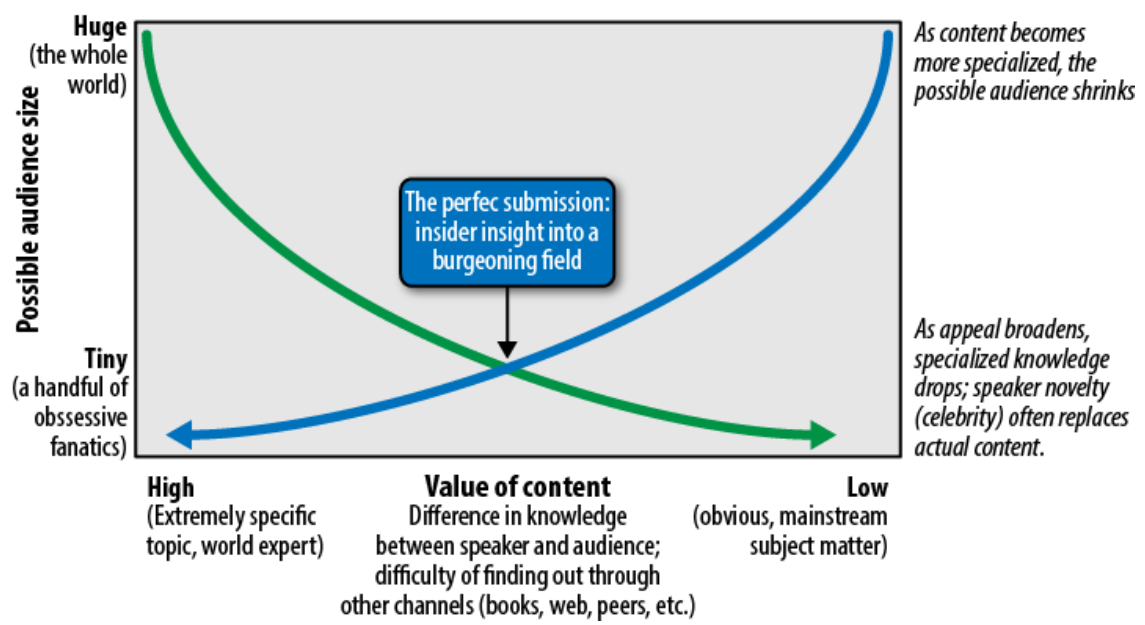 Huge
(the whole
world)
Possible audience size
Tiny
(a handful of
obssessive
fanatics)
The perfec submission:
insider insight into a
burgeoning field
As content becomes
more specialized, the
possible audience shrinks
As appeal broadens,
specialized knowledge
drops; speaker novelty
(celebrity) often replaces
actual content.
High
(Extremely specific
topic, world expert)
Value of content
Difference in knowledge
between speaker and audience;
difficulty of finding out through
other channels (books, web, peers, etc.)
Low
(obvious, mainstream
subject matter)